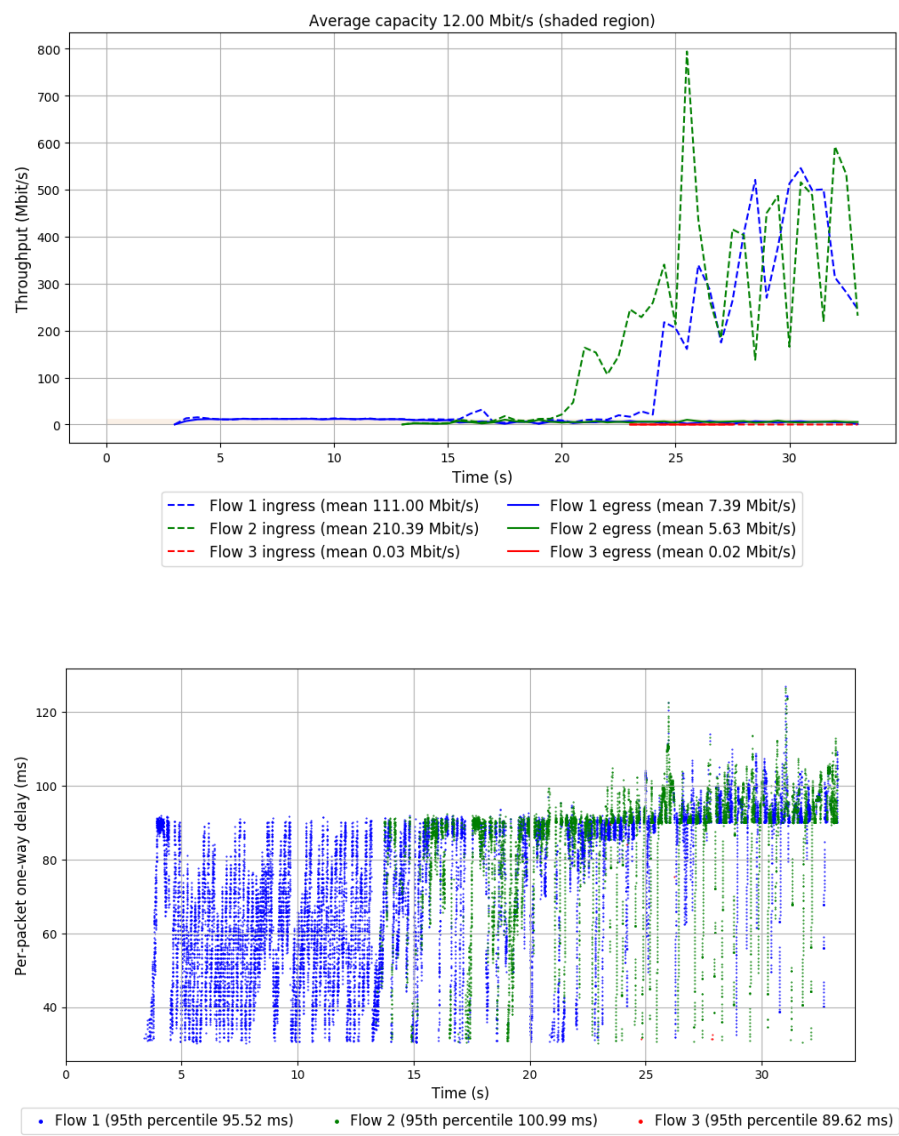 Average capacity 12.00 Mbit/s (shaded region)
800
700
600
500
400
300
200
100
0
Throughput (Mbit/s)
0 5 10 15 20 25 30
Time (s)
Flow 1 ingress (mean 111.00 Mbit/s) Flow 1 egress (mean 7.39 Mbit/s)
Flow 2 ingress (mean 210.39 Mbit/s) Flow 2 egress (mean 5.63 Mbit/s)
Flow 3 ingress (mean 0.03 Mbit/s) Flow 3 egress (mean 0.02 Mbit/s)
120
100
80
60
40
Per-packet one-way delay (ms)
0 5 10 15 20 25 30
Time (s)
Flow 1 (95th percentile 95.52 ms) Flow 2 (95th percentile 100.99 ms) Flow 3 (95th percentile 89.62 ms)